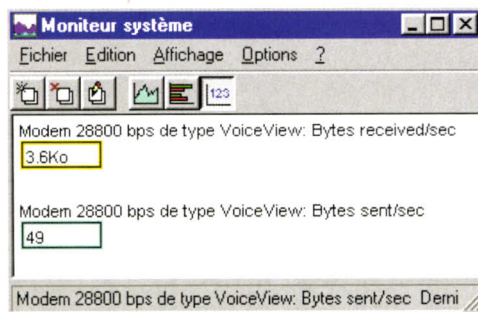 Moniteur système
Fichier Edition Affichage Options ?
123
Modem 28800 bps de type VoiceView: Bytes received/sec
3.6Ko
Modem 28800 bps de type VoiceView: Bytes sent/sec
49
Modem 28800 bps de type VoiceView: Bytes sent/sec Derni